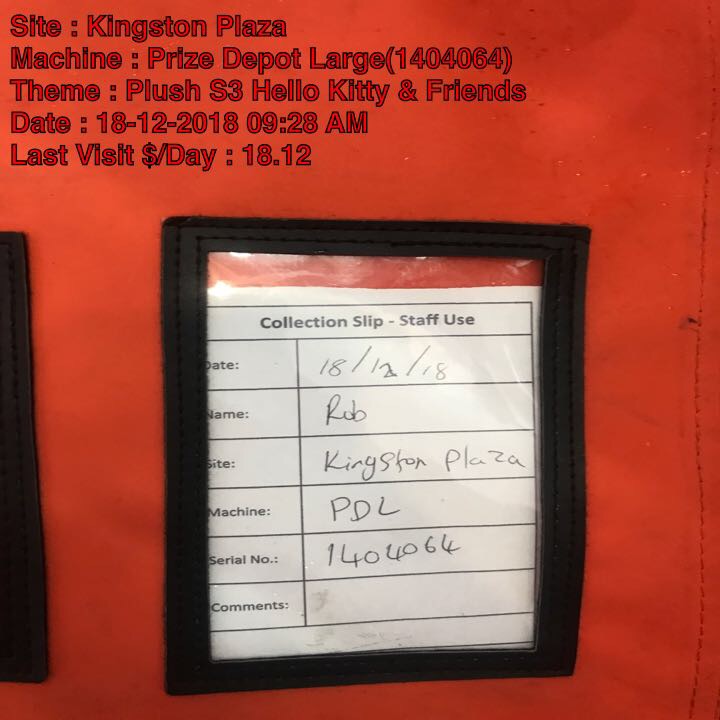 Site : Kingston Plaza
Machine : Prize Depot Large(1404064)
Theme : Plush S3 Hello Kitty & Friends
Date : 18-12-2018 09:28 AM
Last Visit $/Day : 18.12
Collection Slip - Staff Use
Date: 18/12/18
Name: Rob
Site: Kingston Plaza
Machine: PDL
Serial No.: 1404064
Comments: